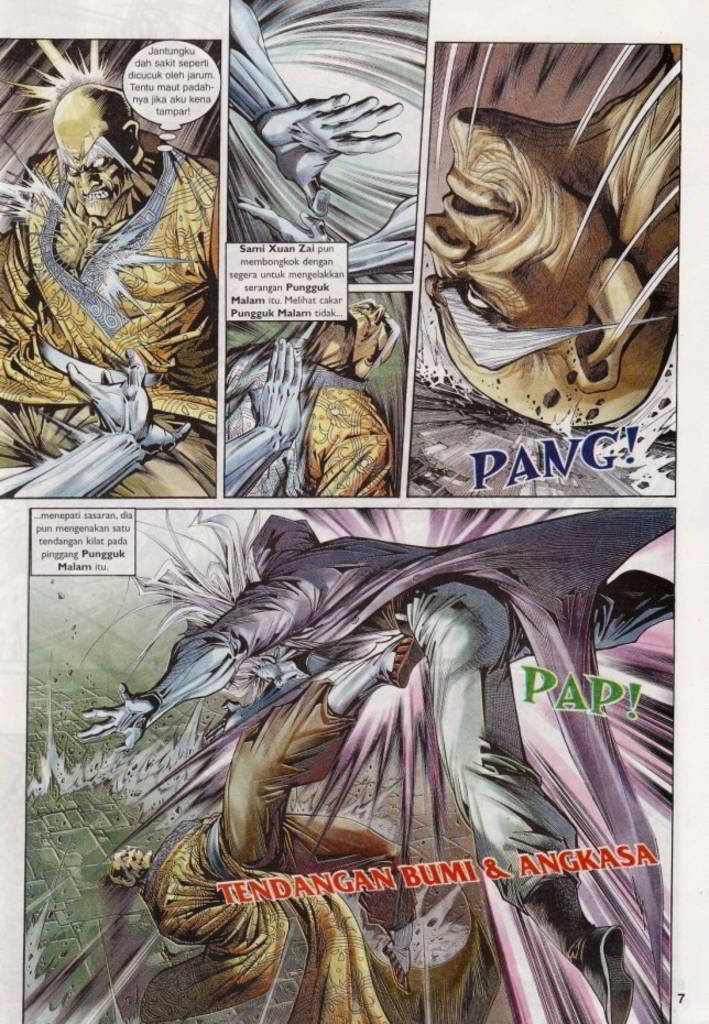 Jantungku
dah sakit seperti
dicucuk oleh jarum.
Tentu maut padah-
nya jika aku kena
tampar!
Sami Xuan Zai pun
membongkok dengan
segera untuk mengelakkan
serangan Pungguk
Malam itu. Melihat cakar
Pungguk Malam tidak...
PANG!
...menepati sasaran, dia
pun mengenakan satu
tendangan kilat pada
pinggang Pungguk
Malam itu.
PAP!
TENDANGAN BUMI & ANGKASA
7